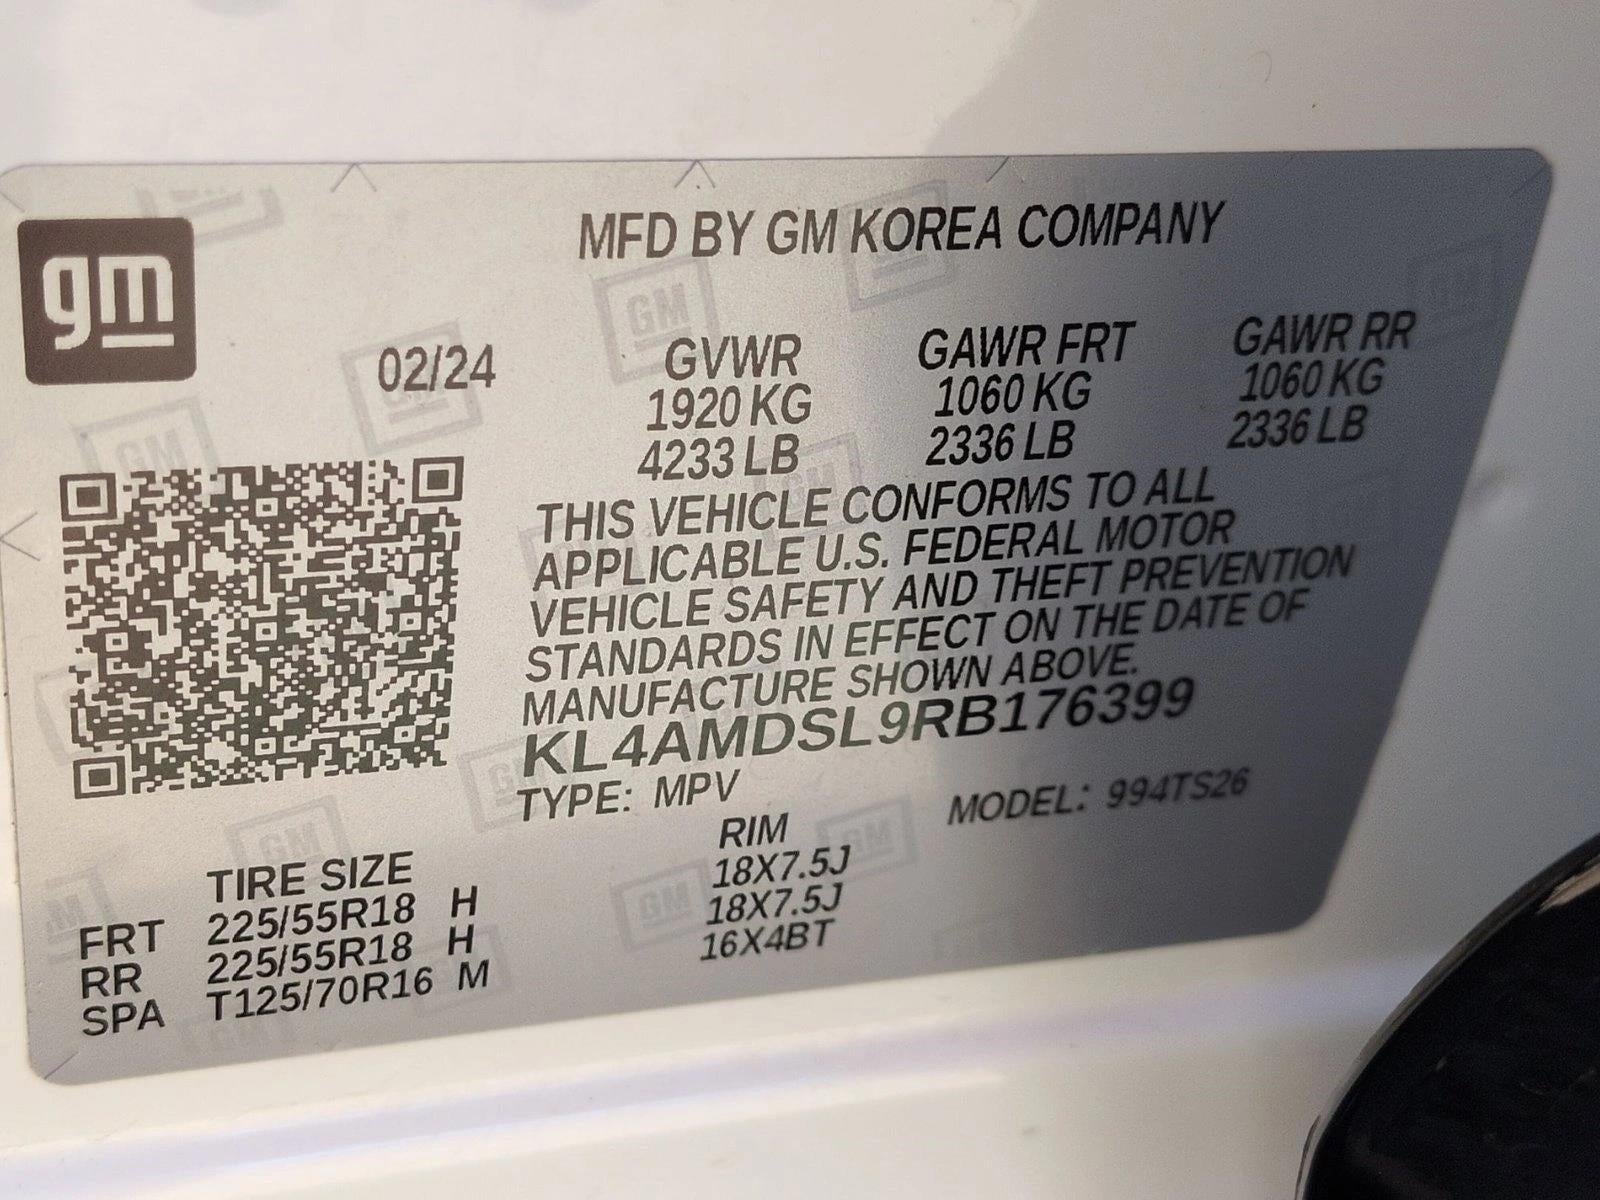 gm
MFD BY GM KOREA COMPANY
02/24
GVWR GAWR FRT GAWR RR
1920 KG 1060 KG 1060 KG
4233 LB 2336 LB 2336 LB
THIS VEHICLE CONFORMS TO ALL
APPLICABLE U.S. FEDERAL MOTOR
VEHICLE SAFETY AND THEFT PREVENTION
STANDARDS IN EFFECT ON THE DATE OF
MANUFACTURE SHOWN ABOVE.
KL4AMDSL9RB176399
TYPE: MPV MODEL: 994TS26
TIRE SIZE RIM
FRT 225/55R18 H 18X7.5J
RR 225/55R18 H 18X7.5J
SPA T125/70R16 M 16X4BT